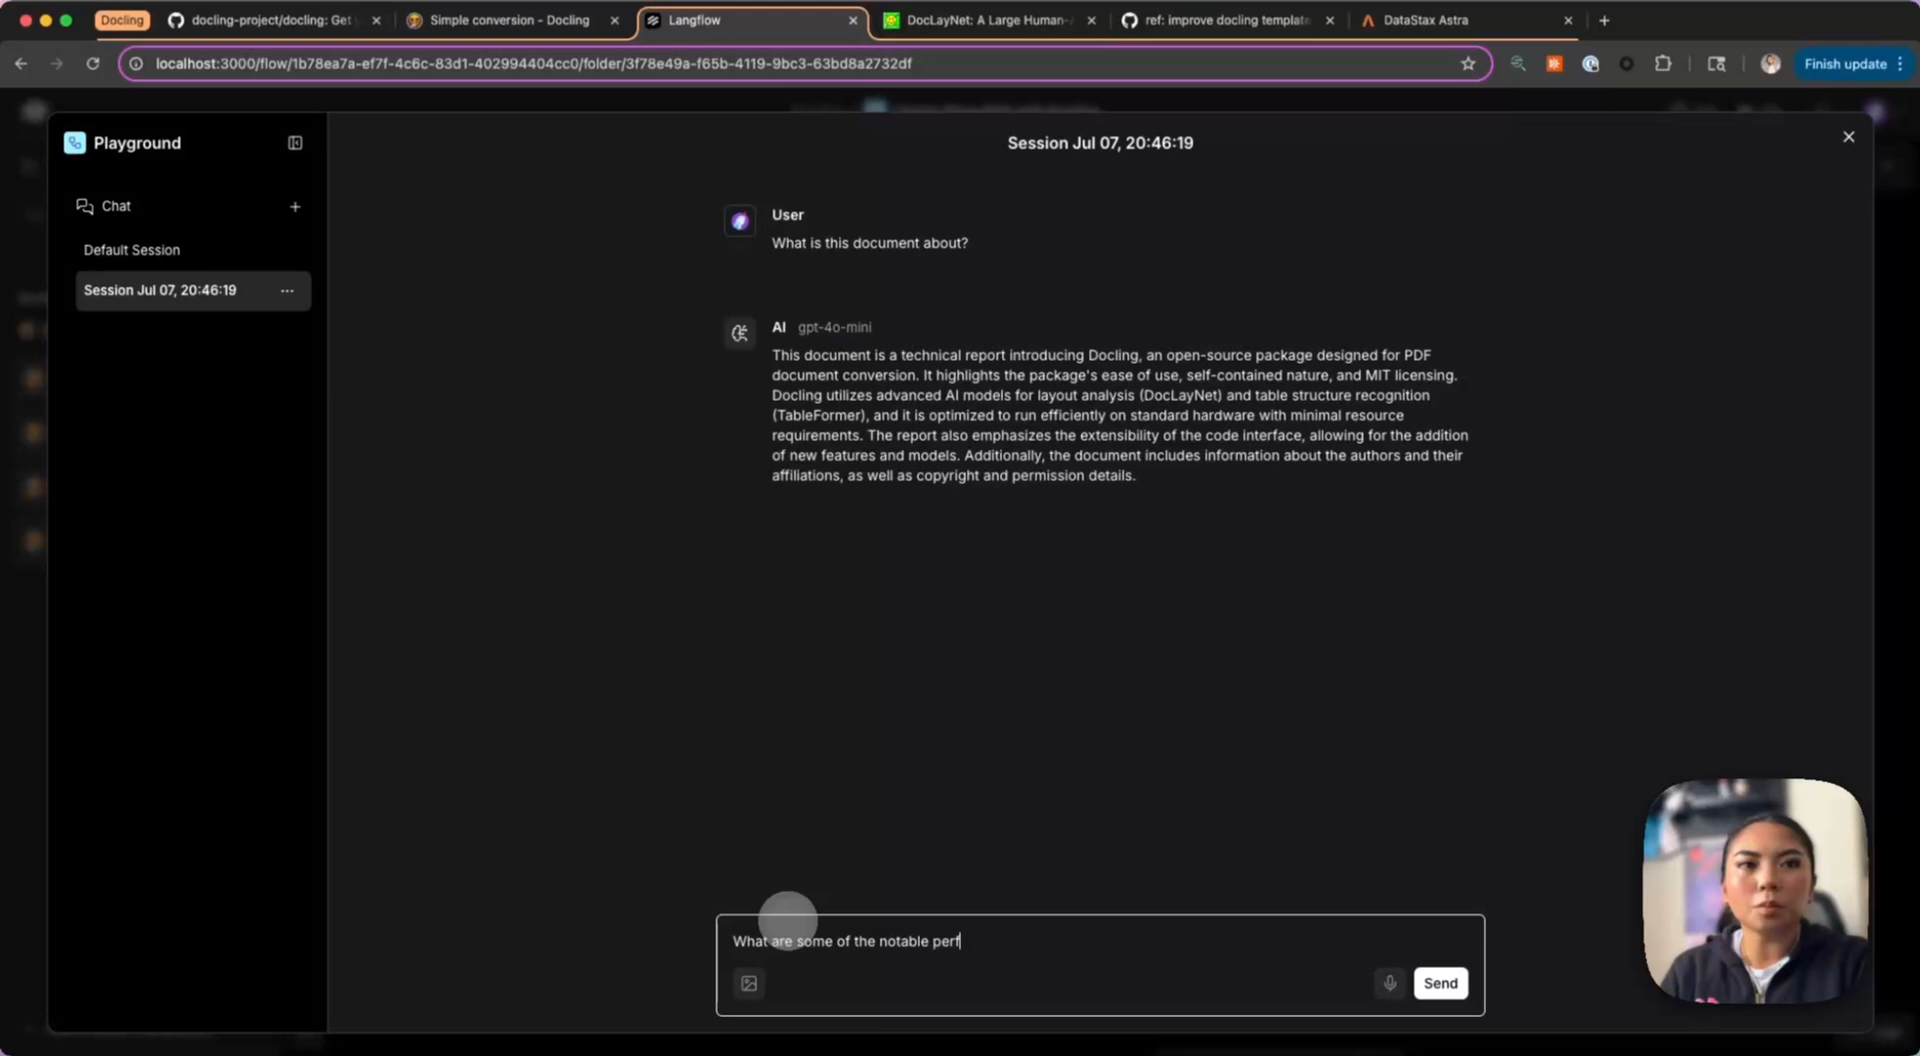 Docling
docling-project/docling: Get
Simple conversion - Docling
Langflow
DocLayNet: A Large Human-
ref: improve docling template
DataStax Astra
localhost:3000/flow/1b78ea7a-ef7f-4c6c-83d1-402994404cc0/folder/3f78e49a-f65b-4119-9bc3-63bd8a2732df
Finish update
Playground
Session Jul 07, 20:46:19
Chat
Default Session
Session Jul 07, 20:46:19
User
What is this document about?
AI gpt-4o-mini
This document is a technical report introducing Docling, an open-source package designed for PDF
document conversion. It highlights the package's ease of use, self-contained nature, and MIT licensing.
Docling utilizes advanced AI models for layout analysis (DocLayNet) and table structure recognition
(TableFormer), and it is optimized to run efficiently on standard hardware with minimal resource
requirements. The report also emphasizes the extensibility of the code interface, allowing for the addition
of new features and models. Additionally, the document includes information about the authors and their
affiliations, as well as copyright and permission details.
What are some of the notable perf
Send